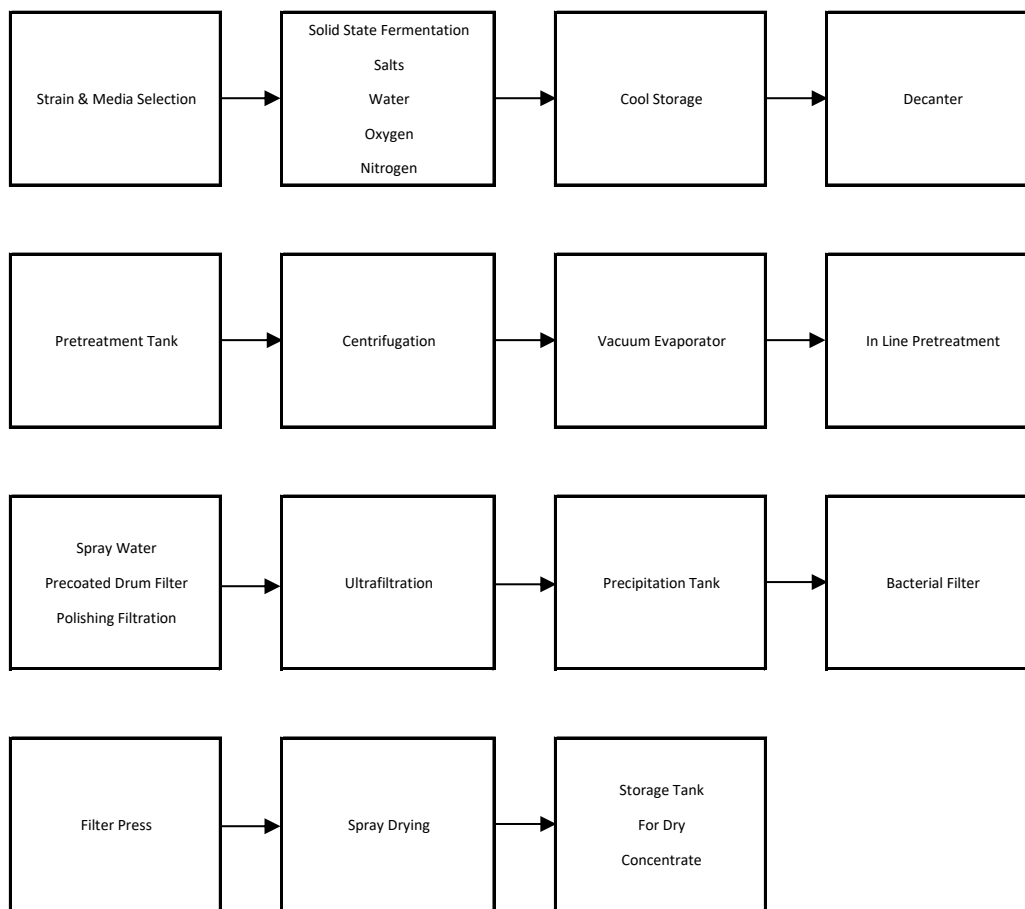 Strain & Media Selection
Solid State Fermentation
Salts
Water
Oxygen
Nitrogen
Cool Storage
Decanter
Pretreatment Tank
Centrifugation
Vacuum Evaporator
In Line Pretreatment
Spray Water
Precoated Drum Filter
Polishing Filtration
Ultrafiltration
Precipitation Tank
Bacterial Filter
Filter Press
Spray Drying
Storage Tank
For Dry
Concentrate